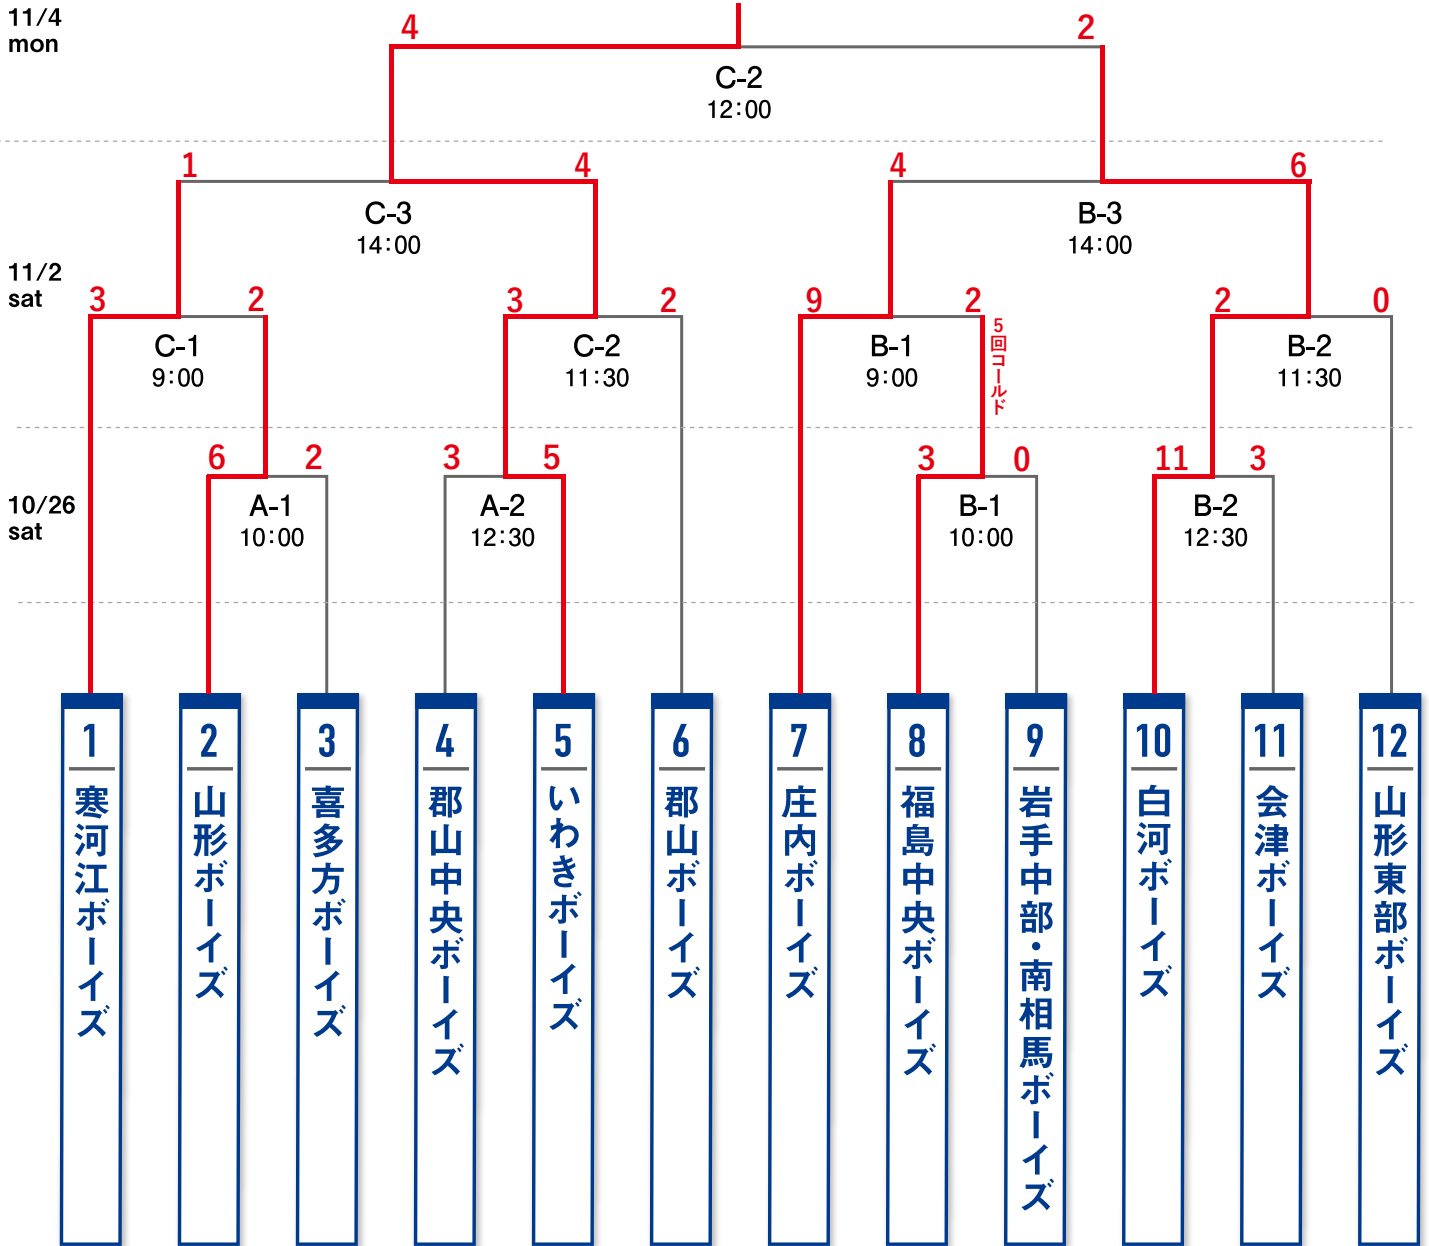 11/4
mon
4
2
C-2
12:00
1
4
4
6
C-3
14:00
B-3
14:00
11/2
sat
3
2
3
2
9
2
2
0
5回コールド
C-1
9:00
C-2
11:30
B-1
9:00
B-2
11:30
10/26
sat
6
2
3
5
3
0
11
3
A-1
10:00
A-2
12:30
B-1
10:00
B-2
12:30
1
寒河江ボーイズ
2
山形ボーイズ
3
喜多方ボーイズ
4
郡山中央ボーイズ
5
いわきボーイズ
6
郡山ボーイズ
7
庄内ボーイズ
8
福島中央ボーイズ
9
岩手中部・南相馬ボーイズ
10
白河ボーイズ
11
会津ボーイズ
12
山形東部ボーイズ